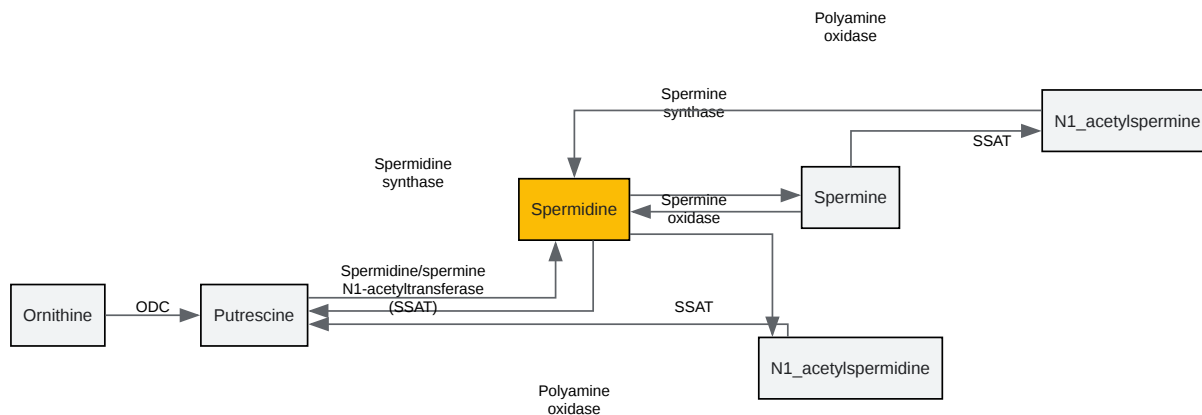 Polyamine
oxidase
Spermine
synthase
N1_acetylspermine
SSAT
Spermidine
synthase
Spermidine
Spermine
oxidase
Spermine
Spermidine/spermine
N1-acetyltransferase
(SSAT)
Ornithine
ODC
Putrescine
SSAT
N1_acetylspermidine
Polyamine
oxidase